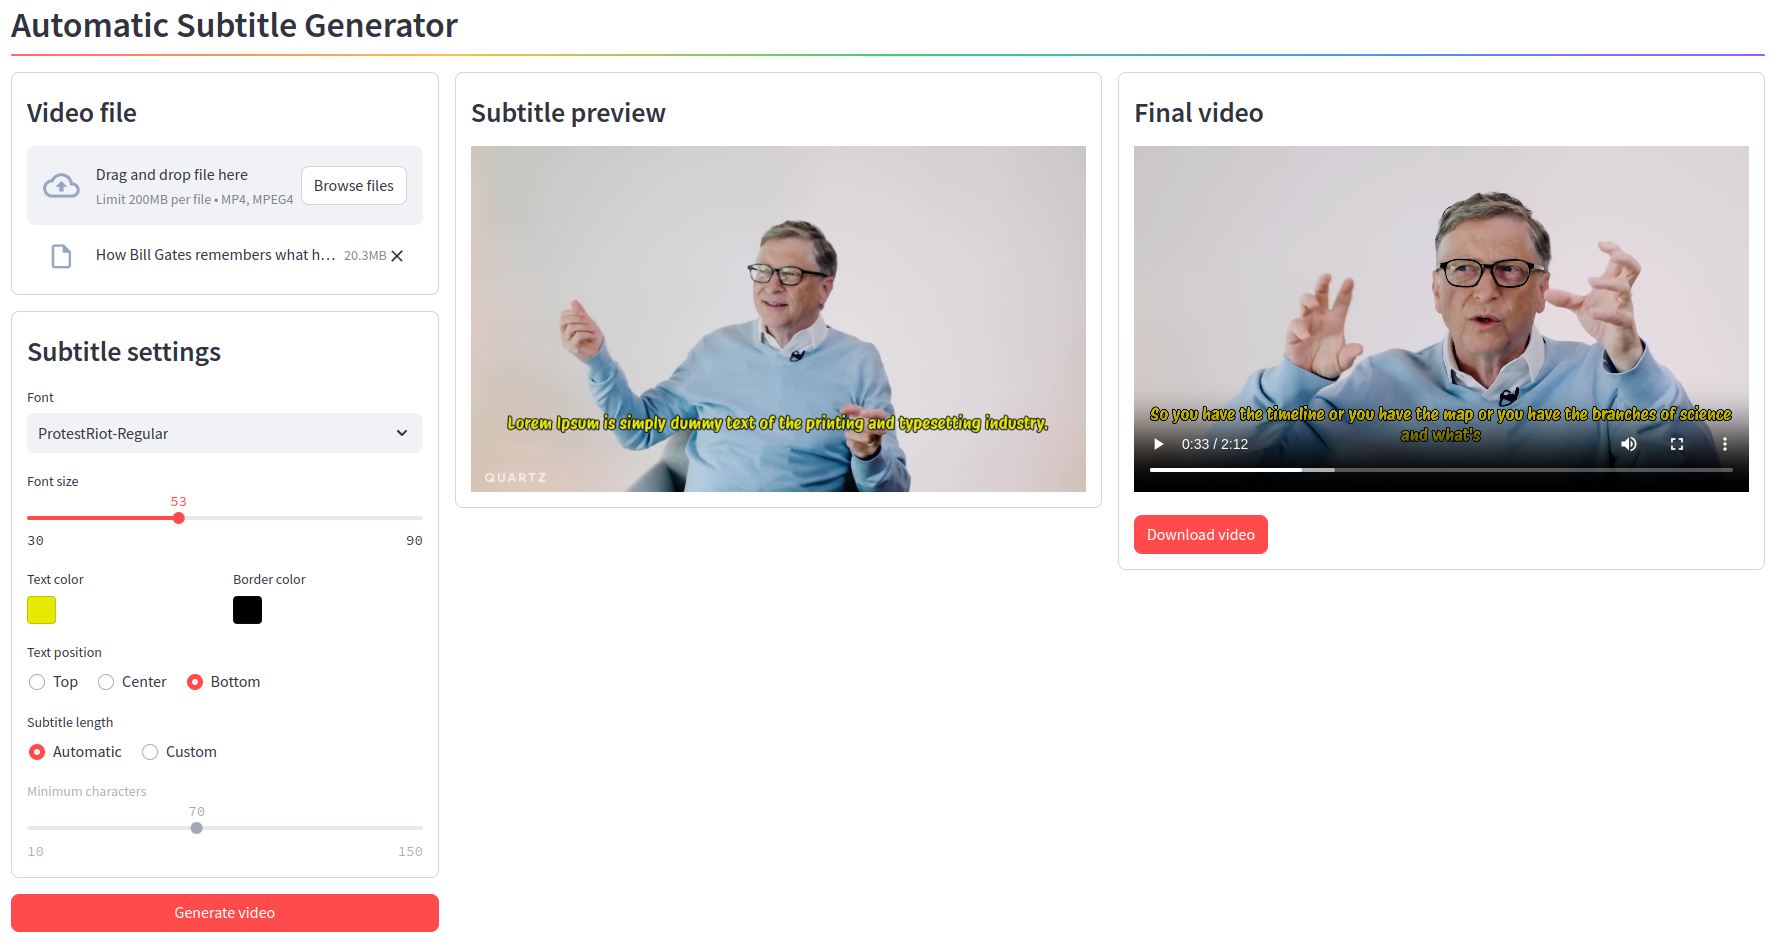 Automatic Subtitle Generator
Video file
Drag and drop file here
Limit 200MB per file • MP4, MPEG4
Browse files
How Bill Gates remembers what h... 20.3MB
Subtitle settings
Font
ProtestRiot-Regular
Font size
53
30 90
Text color Border color
Text position
Top Center Bottom
Subtitle length
Automatic Custom
Minimum characters
70
10 150
Generate video
Subtitle preview
Lorem Ipsum is simply dummy text of the printing and typesetting industry.
QUARTZ
Final video
So you have the timeline or you have the map or you have the branches of science
and what's
0:33 / 2:12
Download video